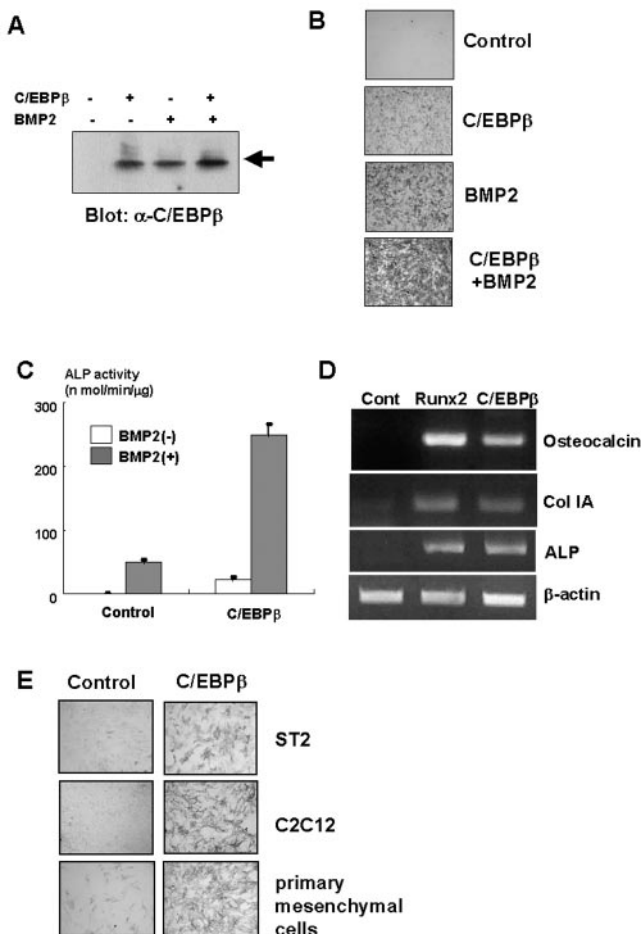 A
C/EBPβ - + - +
BMP2 - - + +
Blot: α-C/EBPβ
B
Control
C/EBPβ
BMP2
C/EBPβ
+BMP2
C
ALP activity
(n mol/min/μg)
300
200
100
0
BMP2(-)
BMP2(+)
Control C/EBPβ
D
Cont Runx2 C/EBPβ
Osteocalcin
Col IA
ALP
β-actin
E
Control C/EBPβ
ST2
C2C12
primary
mesenchymal
cells